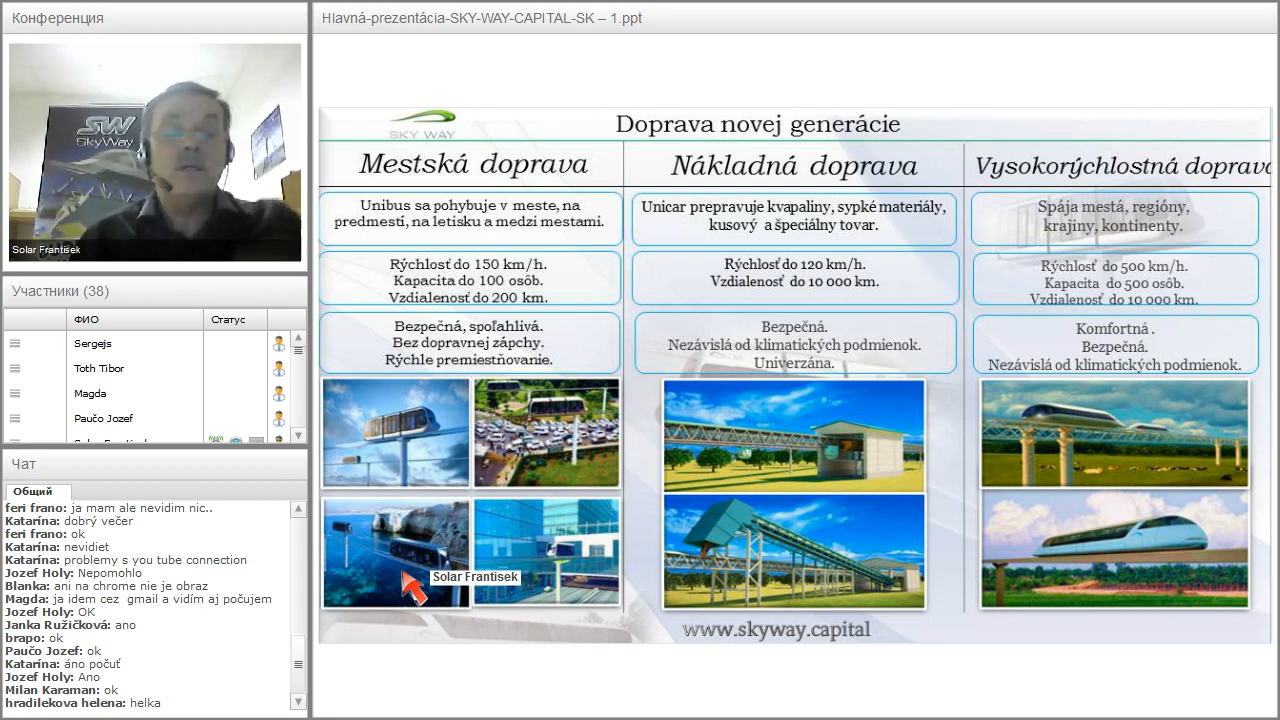 Конференция
SW
SkyWay
Solar Frantisek
Участники (38)
ФИО
Статус
Sergejs
Toth Tibor
Magda
Paučo Jozef
Solar Frantisek
Чат
Общий
feri frano: ja mam ale nevidim nic..
Katarína: dobrý večer
feri frano: ok
Katarína: nevidiet
Katarína: problemy s you tube connection
Jozef Holy: Nepomohlo
Blanka: ani na chrome nie je obraz
Magda: ja idem cez  gmail a vidím aj počujem
Jozef Holy: OK
Janka Ružičková: ano
brapo: ok
Paučo Jozef: ok
Katarína: áno počuť
Jozef Holy: Ano
Milan Karaman: ok
hradilekova helena: helka
Hlavná-prezentácia-SKY-WAY-CAPITAL-SK – 1.ppt
SKY WAY
Doprava novej generácie
Mestská doprava
Unibus sa pohybuje v  meste, na
predmestí, na letisku a medzi mestami.
Rýchlosť do 150 km/h.
Kapacita do 100 osôb.
Vzdialenosť do 200 km.
Bezpečná, spoľahlivá.
Bez dopravnej zápchy.
Rýchle premiestňovanie.
Solar Frantisek
Nákladná doprava
Unicar prepravuje kvapaliny, sypké materiály,
kusový  a špeciálny tovar.
Rýchlosť do 120 km/h.
Vzdialenosť  do 10 000 km.
Bezpečná.
Nezávislá od klimatických podmienok.
Univerzána.
Vysokorýchlostná doprava
Spája mestá, regióny,
krajiny, kontinenty.
Rýchlosť  do 500 km/h.
Kapacita  do 500 osôb.
Vzdialenosť  do 10 000 km.
Komfortná .
Bezpečná.
Nezávislá od klimatických podmienok.
www.skyway.capital